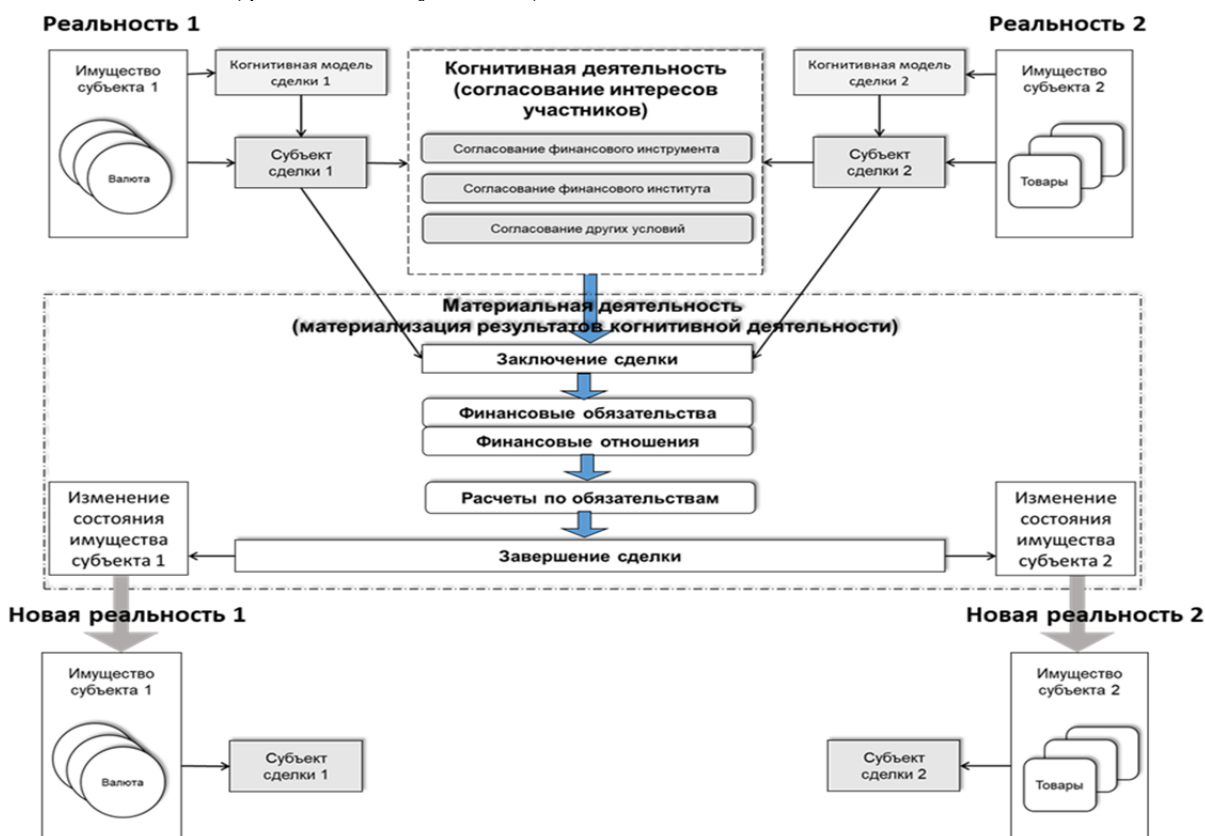 Реальность 1
Реальность 2
Имущество
субъекта 1
Валюта
Когнитивная модель
сделки 1
Субъект
сделки 1
Когнитивная деятельность
(согласование интересов
участников)
Согласование финансового инструмента
Согласование финансового института
Согласование других условий
Когнитивная модель
сделки 2
Субъект
сделки 2
Имущество
субъекта 2
Товары
Материальная деятельность
(материализация результатов когнитивной деятельности)
Заключение сделки
Финансовые обязательства
Финансовые отношения
Расчеты по обязательствам
Завершение сделки
Изменение
состояния
имущества
субъекта 1
Изменение
состояния
имущества
субъекта 2
Новая реальность 1
Новая реальность 2
Имущество
субъекта 1
Валюта
Субъект
сделки 1
Субъект
сделки 2
Имущество
субъекта 2
Товары